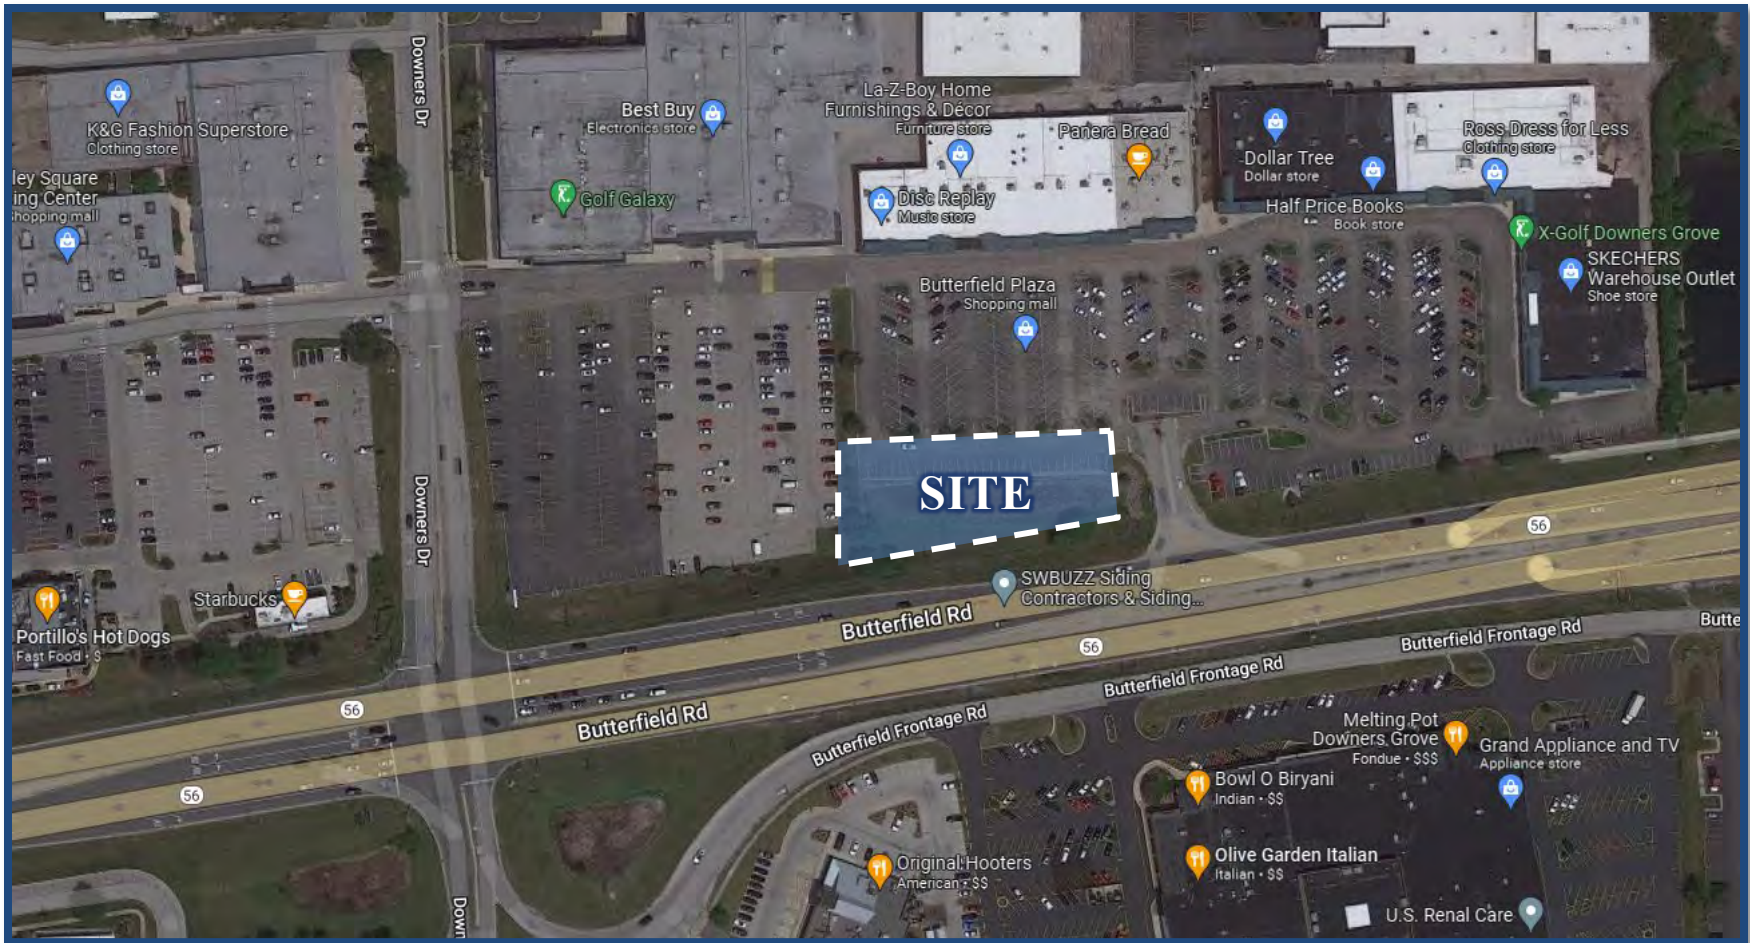 Downers Dr
K&G Fashion Superstore
Clothing store
ley Square
ing Center
Shopping mall
Best Buy
Electronics store
Golf Galaxy
La-Z-Boy Home
Furnishings & Décor
Furniture store
Panera Bread
Disc Replay
Music store
Dollar Tree
Dollar store
Ross Dress for Less
Clothing store
Half Price Books
Book store
X-Golf Downers Grove
SKECHERS
Warehouse Outlet
Shoe store
Butterfield Plaza
Shopping mall
SITE
Downers Dr
56
Starbucks
Portillo's Hot Dogs
Fast Food · $
SWBUZZ Siding
Contractors & Siding...
Butterfield Rd
56
Butterfield Frontage Rd
Butte
Butterfield Frontage Rd
56
Butterfield Rd
Butterfield Frontage Rd
56
Melting Pot
Downers Grove
Fondue · $$$
Grand Appliance and TV
Appliance store
Bowl O Biryani
Indian · $$
Original Hooters
American · $$
Olive Garden Italian
Italian · $$
U.S. Renal Care
Down